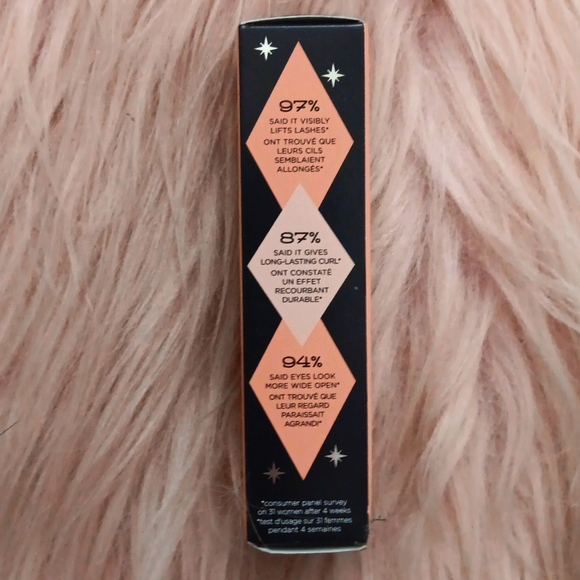 97%
SAID IT VISIBLY
LIFTS LASHES*
ONT TROUVÉ QUE
LEURS CILS
SEMBLAIENT
ALLONGÉS*
87%
SAID IT GIVES
LONG-LASTING CURL*
ONT CONSTATÉ
UN EFFET
RECOURBANT
DURABLE*
94%
SAID EYES LOOK
MORE WIDE OPEN*
ONT TROUVÉ QUE
LEUR REGARD
PARAISSAIT
AGRANDI*
*consumer panel survey
on 31 women after 4 weeks
*test d'usage sur 31 femmes
pendant 4 semaines